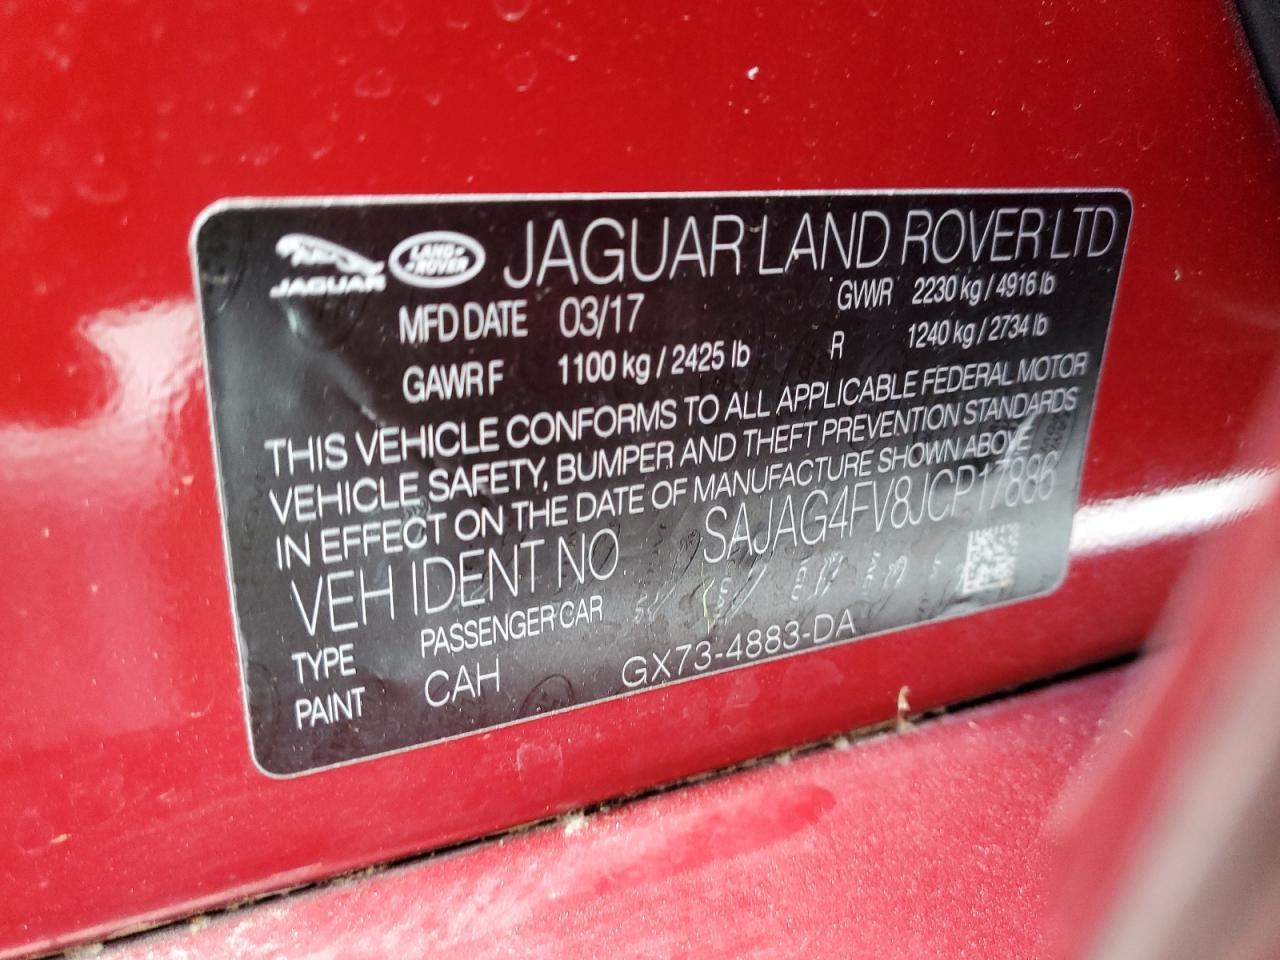 JAGUAR LAND ROVER JAGUAR LAND ROVER LTD
MFD DATE 03/17 GVWR 2230 kg / 4916 lb
GAWR F 1100 kg / 2425 lb R 1240 kg / 2734 lb
THIS VEHICLE CONFORMS TO ALL APPLICABLE FEDERAL MOTOR
VEHICLE SAFETY, BUMPER AND THEFT PREVENTION STANDARDS
IN EFFECT ON THE DATE OF MANUFACTURE SHOWN ABOVE
VEH IDENT NO. SAJAG4FV8JCP17886
TYPE PASSENGER CAR
PAINT CAH GX73-4883-DA